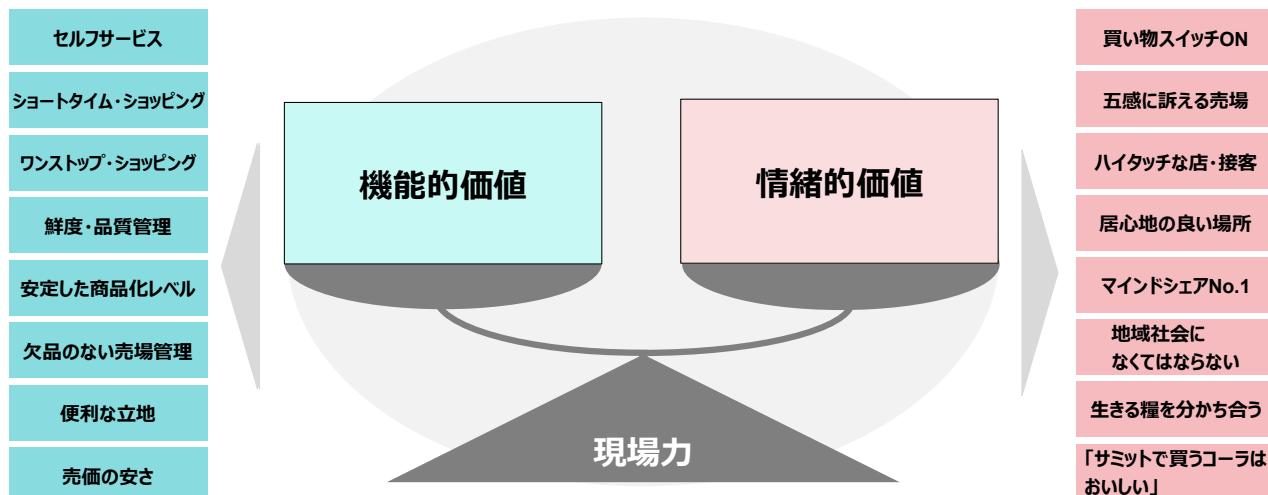 セルフサービス
ショートタイム・ショッピング
ワンストップ・ショッピング
鮮度・品質管理
安定した商品化レベル
欠品のない売場管理
便利な立地
売価の安さ
機能的価値
情緒的価値
現場力
買い物スイッチON
五感に訴える売場
ハイタッチな店・接客
居心地の良い場所
マインドシェアNo.1
地域社会に
なくてはならない
生きる糧を分かち合う
「サミットで買うコーラは
おいしい」